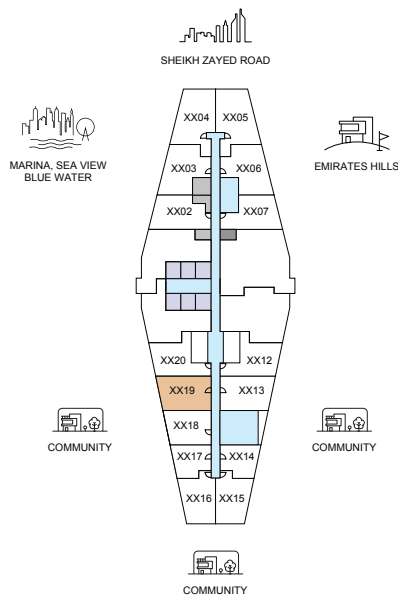 SHEIKH ZAYED ROAD
MARINA, SEA VIEW
BLUE WATER
EMIRATES HILLS
XX04 XX05
XX03 XX06
XX02 XX07
XX20 XX12
XX19 XX13
XX18
XX17 XX14
XX16 XX15
COMMUNITY
COMMUNITY
COMMUNITY